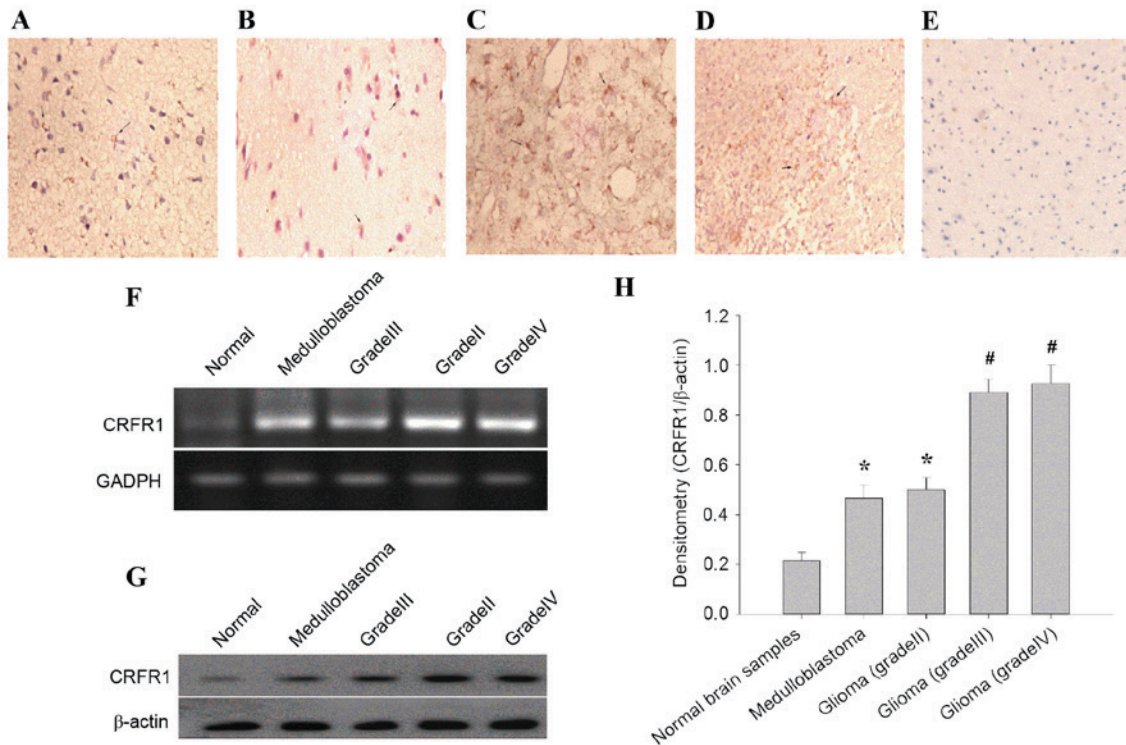 A
B
C
D
E
F
Normal
Medulloblastoma
GradeIII
GradeII
GradeIV
CRFR1
GADPH
G
Normal
Medulloblastoma
GradeIII
GradeII
GradeIV
CRFR1
β-actin
H
Densitometry (CRFR1/β-actin)
1.2
1.0
0.8
0.6
0.4
0.2
0.0
*
*
#
#
Normal brain samples
Medulloblastoma
Glioma (gradeII)
Glioma (gradeIII)
Glioma (gradeIV)